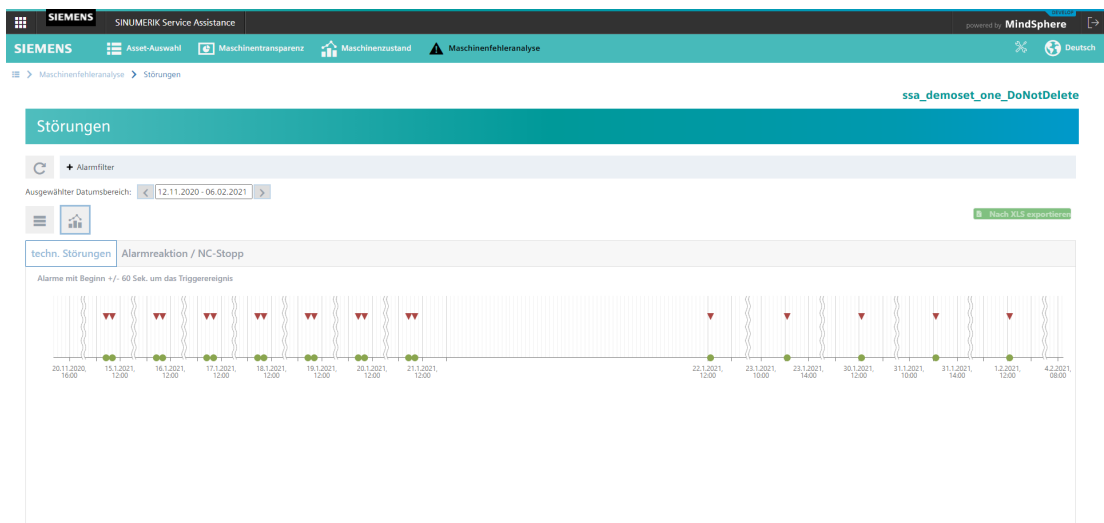 SIEMENS SINUMERIK Service Assistance powered by MindSphere
SIEMENS Asset-Auswahl Maschinentransparenz Maschinenzustand Maschinenfehleranalyse Deutsch
Maschinenfehleranalyse > Störungen
ssa_demoset_one_DoNotDelete
Störungen
+ Alarmfilter
Ausgewählter Datumsbereich: < 12.11.2020 - 06.02.2021 >
Nach XLS exportieren
techn. Störungen Alarmreaktion / NC-Stopp
Alarme mit Beginn +/- 60 Sek. um das Triggerereignis
20.11.2020, 15.1.2021, 16.1.2021, 17.1.2021, 18.1.2021, 19.1.2021, 20.1.2021, 21.1.2021, 22.1.2021, 23.1.2021, 23.1.2021, 30.1.2021, 31.1.2021, 31.1.2021, 1.2.2021, 4.2.2021,
16:00 12:00 12:00 12:00 12:00 12:00 12:00 12:00 12:00 10:00 14:00 12:00 10:00 14:00 12:00 08:00